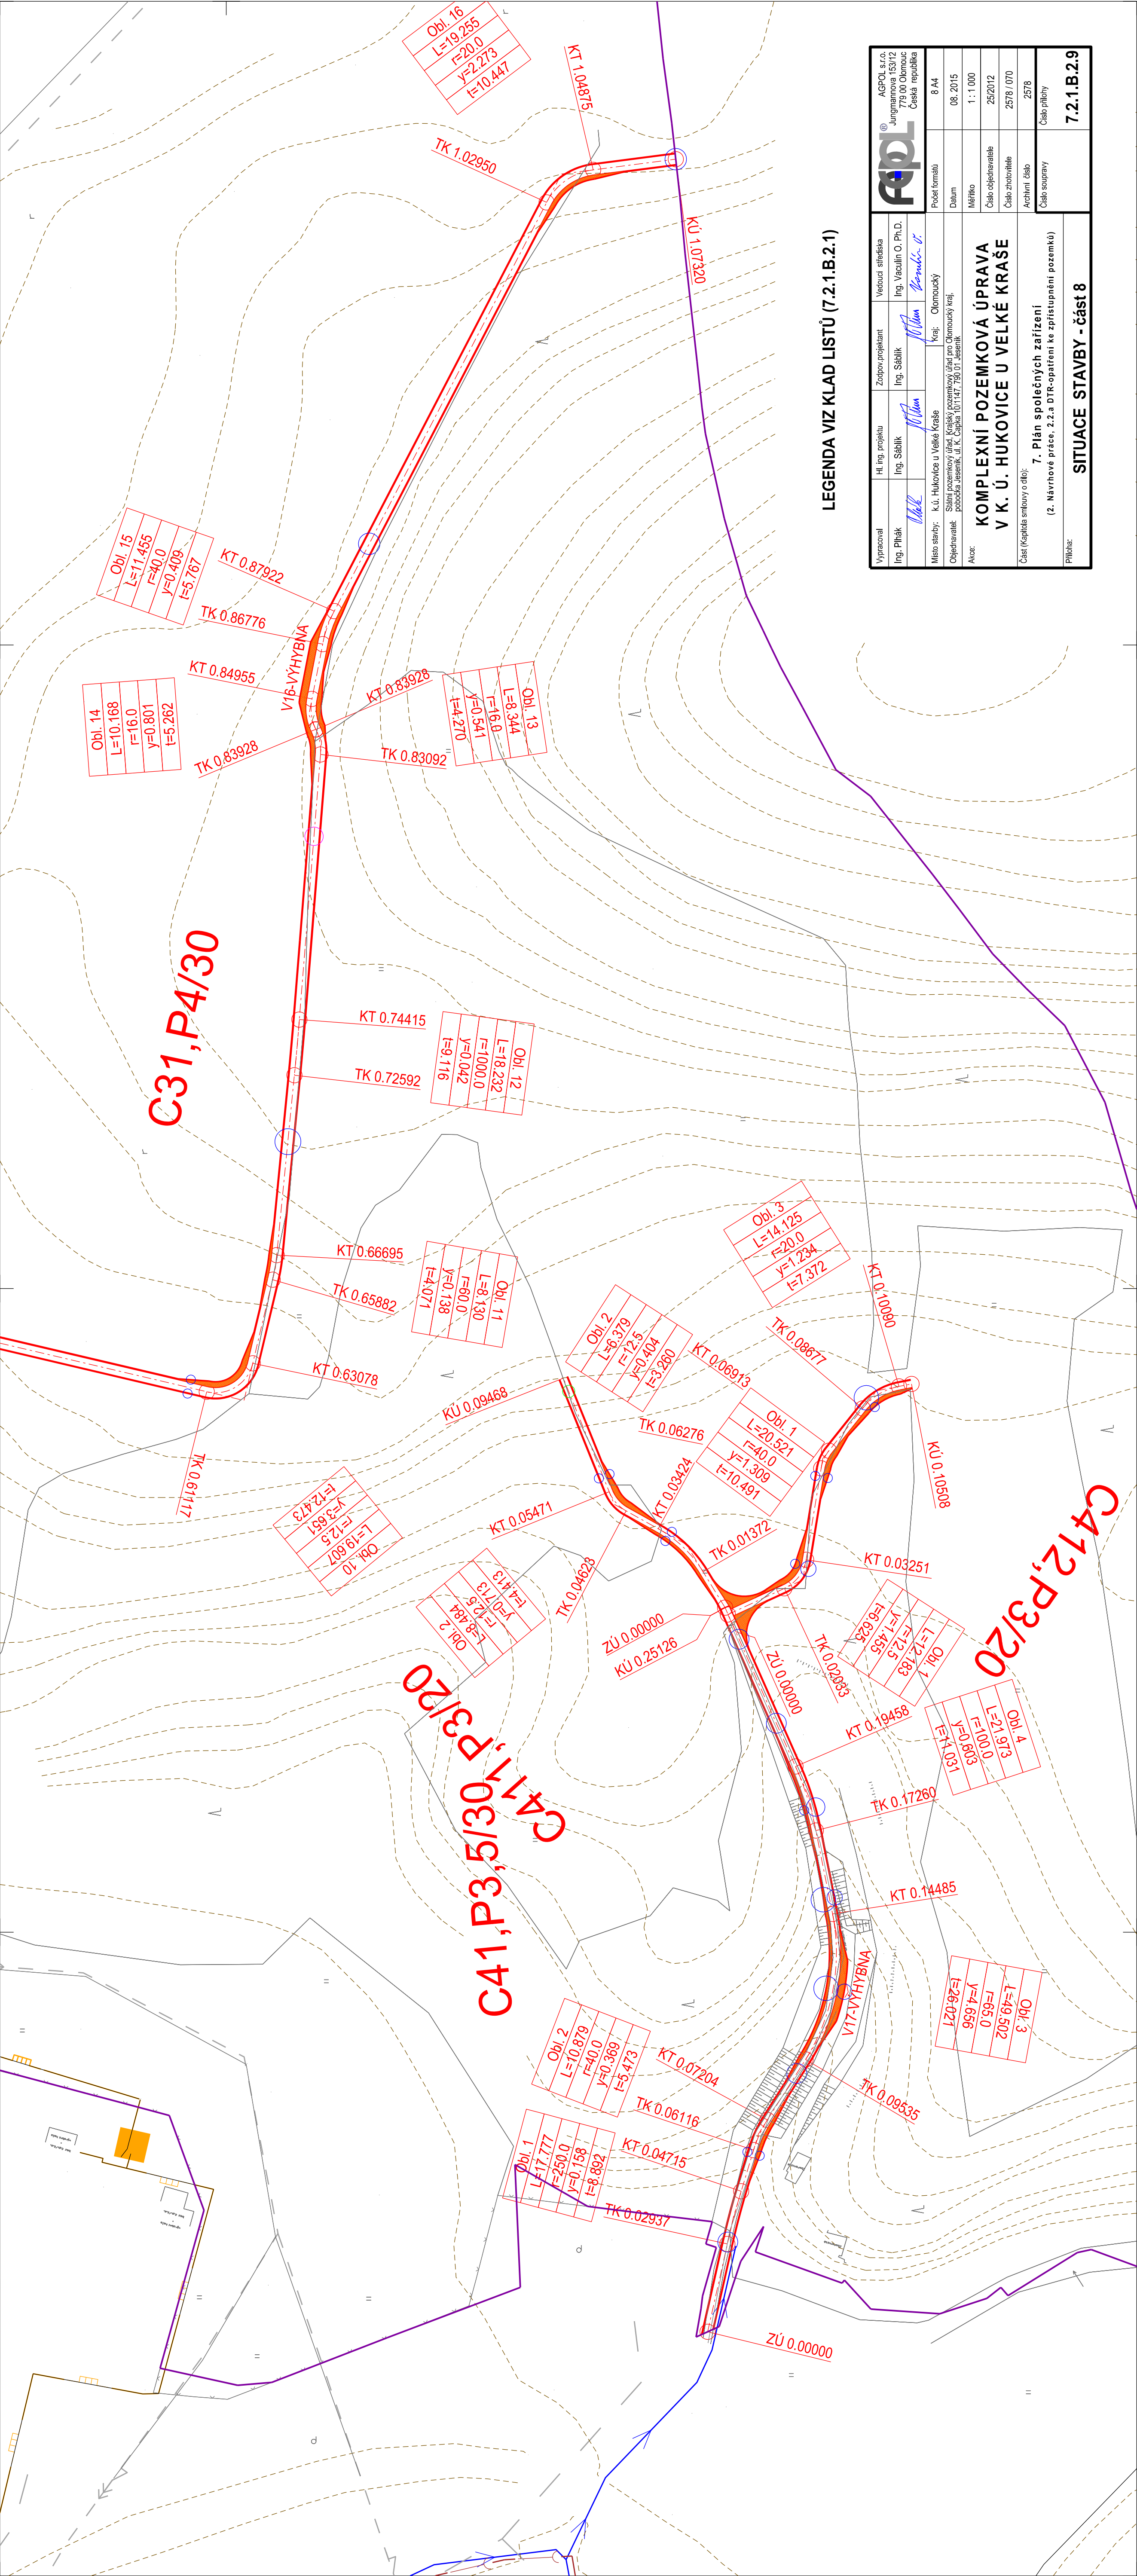 Obl. 16
L=19.255
r=20.0
y=2.273
t=10.447
KT 1.04875
TK 1.02950
KÚ 1.07320
Obl. 15
L=11.455
r=40.0
y=0.409
t=5.767
KT 0.87922
TK 0.86776
V16-VÝHYBNA
KT 0.84955
Obl. 14
L=10.168
r=16.0
y=0.801
t=5.262
TK 0.83928
KT 0.83928
TK 0.83092
Obl. 13
L=8.344
r=16.0
y=0.541
t=4.270
C31,P4/30
KT 0.74415
TK 0.72592
Obl. 12
L=18.232
r=1000.0
y=0.042
t=9.116
KT 0.66695
TK 0.65882
Obl. 11
L=8.130
r=60.0
y=0.138
t=4.071
KT 0.63078
TK 0.61117
Obl. 10
L=19.607
r=12.5
y=3.651
t=12.473
LEGENDA VIZ KLAD LISTŮ (7.2.1.B.2.1)
Vypracoval
Hl. ing. projektu
Zodpov.projektant
Vedoucí střediska
Ing. Plhák
Ing. Sáblík
Ing. Sáblík
Ing. Vaculín O. Ph.D.
AGPOL s.r.o.
Jungmannova 153/12
779 00 Olomouc
Česká republika
Místo stavby: k.ú. Hukovice u Velké Kraše
Kraj: Olomoucký
Objednavatel: Státní pozemkový úřad, Krajský pozemkový úřad pro Olomoucký kraj,
pobočka Jeseník, ul. K. Čapka 10/1147, 790 01 Jeseník
Akce:
KOMPLEXNÍ POZEMKOVÁ ÚPRAVA
V K. Ú. HUKOVICE U VELKÉ KRAŠE
Část (Kapitola smlouvy o dílo):
7. Plán společných zařízení
(2. Návrhové práce, 2.2.a DTR-opatření ke zpřístupnění pozemků)
Příloha:
SITUACE STAVBY - část 8
Počet formátů 8 A4
Datum 08. 2015
Měřítko 1 : 1 000
Číslo objednavatele 25/2012
Číslo zhotovitele 2578 / 070
Archivní číslo 2578
Číslo soupravy
Číslo přílohy
7.2.1.B.2.9
Obl. 3
L=14.125
r=20.0
y=1.234
t=7.372
KT 0.10090
TK 0.08677
KÚ 0.10508
Obl. 2
L=6.379
r=12.5
y=0.404
t=3.260
KT 0.06913
TK 0.06276
KÚ 0.09468
Obl. 1
L=20.521
r=40.0
y=1.309
t=10.491
KT 0.03424
TK 0.01372
KT 0.05471
TK 0.04623
Obl. 2
L=8.484
r=12.5
y=0.713
t=4.413
KT 0.03251
TK 0.02033
Obl. 1
L=12.183
r=12.5
y=1.455
t=6.625
C412,P3/20
C411,P3/20
C41,P3,5/30
ZÚ 0.00000
KÚ 0.25126
ZÚ 0.00000
KT 0.19458
TK 0.17260
Obl. 4
L=21.973
r=100.0
y=0.603
t=11.031
KT 0.14485
V17-VÝHYBNA
TK 0.09535
Obl. 3
L=49.502
r=65.0
y=4.656
t=26.021
Obl. 2
L=10.879
r=40.0
y=0.369
t=5.473
KT 0.07204
TK 0.06116
Obl. 1
L=17.777
r=250.0
y=0.158
t=8.892
KT 0.04715
TK 0.02937
ZÚ 0.00000